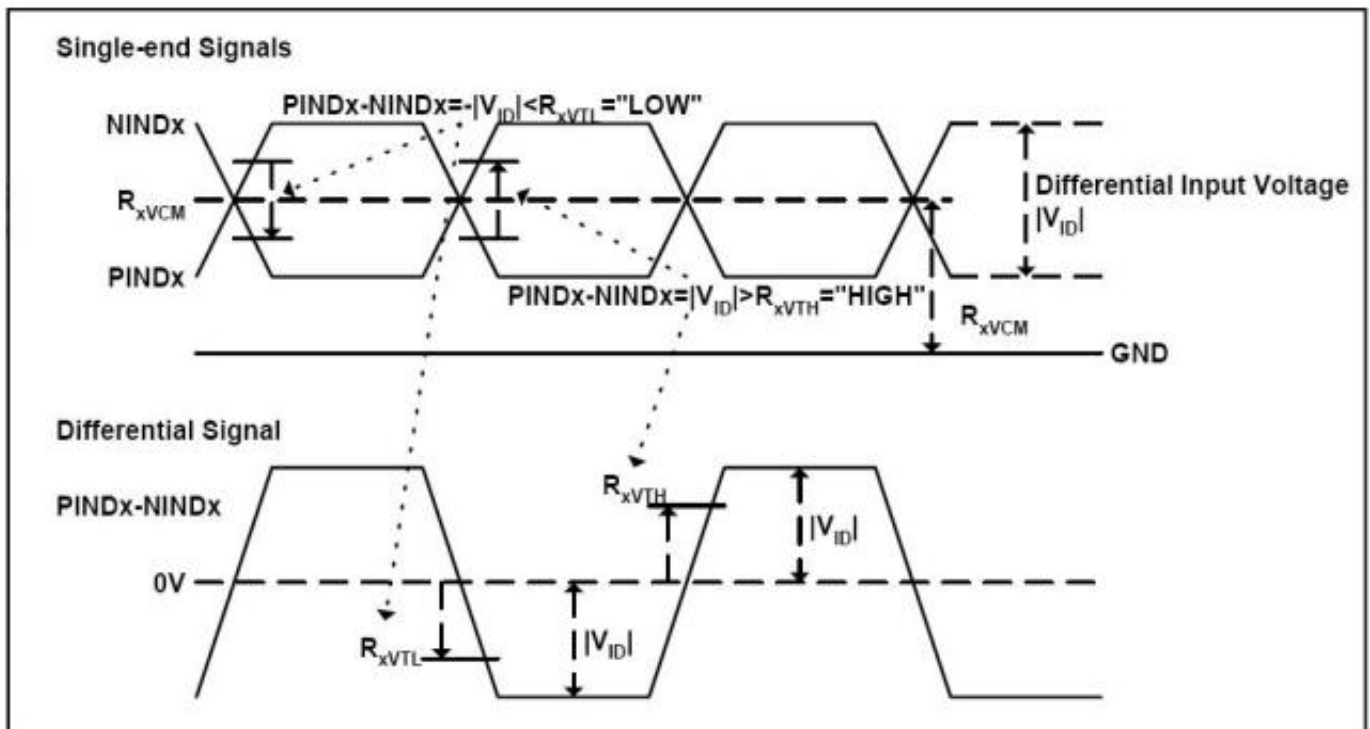 Single-end Signals
PINDx-NINDx=-|VID|<RxVTL="LOW"
NINDx
Differential Input Voltage
RxVCM
|VID|
PINDx
PINDx-NINDx=|VID|>RxVTH="HIGH"
RxVCM
GND
Differential Signal
RxVTH
PINDx-NINDx
|VID|
0V
RxVTL
|VID|